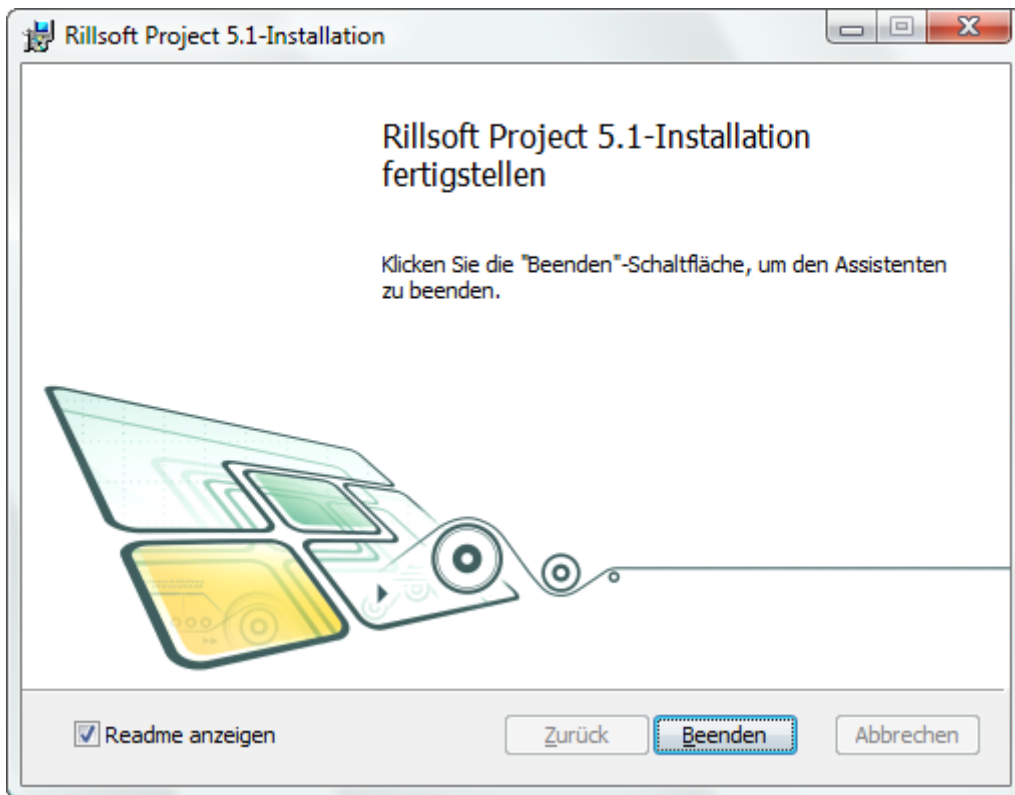 Rillsoft Project 5.1-Installation
Rillsoft Project 5.1-Installation
fertigstellen
Klicken Sie die "Beenden"-Schaltfläche, um den Assistenten
zu beenden.
Readme anzeigen
Zurück
Beenden
Abbrechen